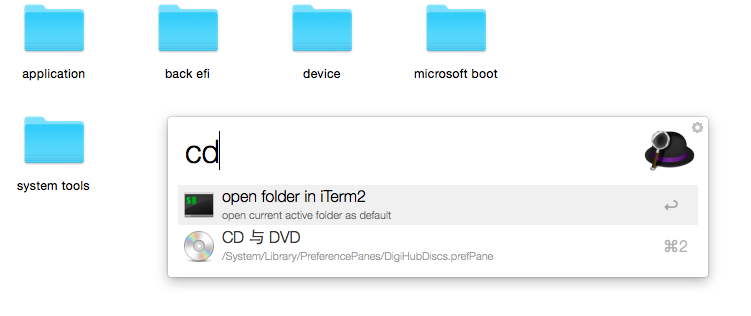 application
back efi
device
microsoft boot
system tools
cd
open folder in iTerm2
open current active folder as default
↩
CD 与 DVD
/System/Library/PreferencePanes/DigiHubDiscs.prefPane
⌘2